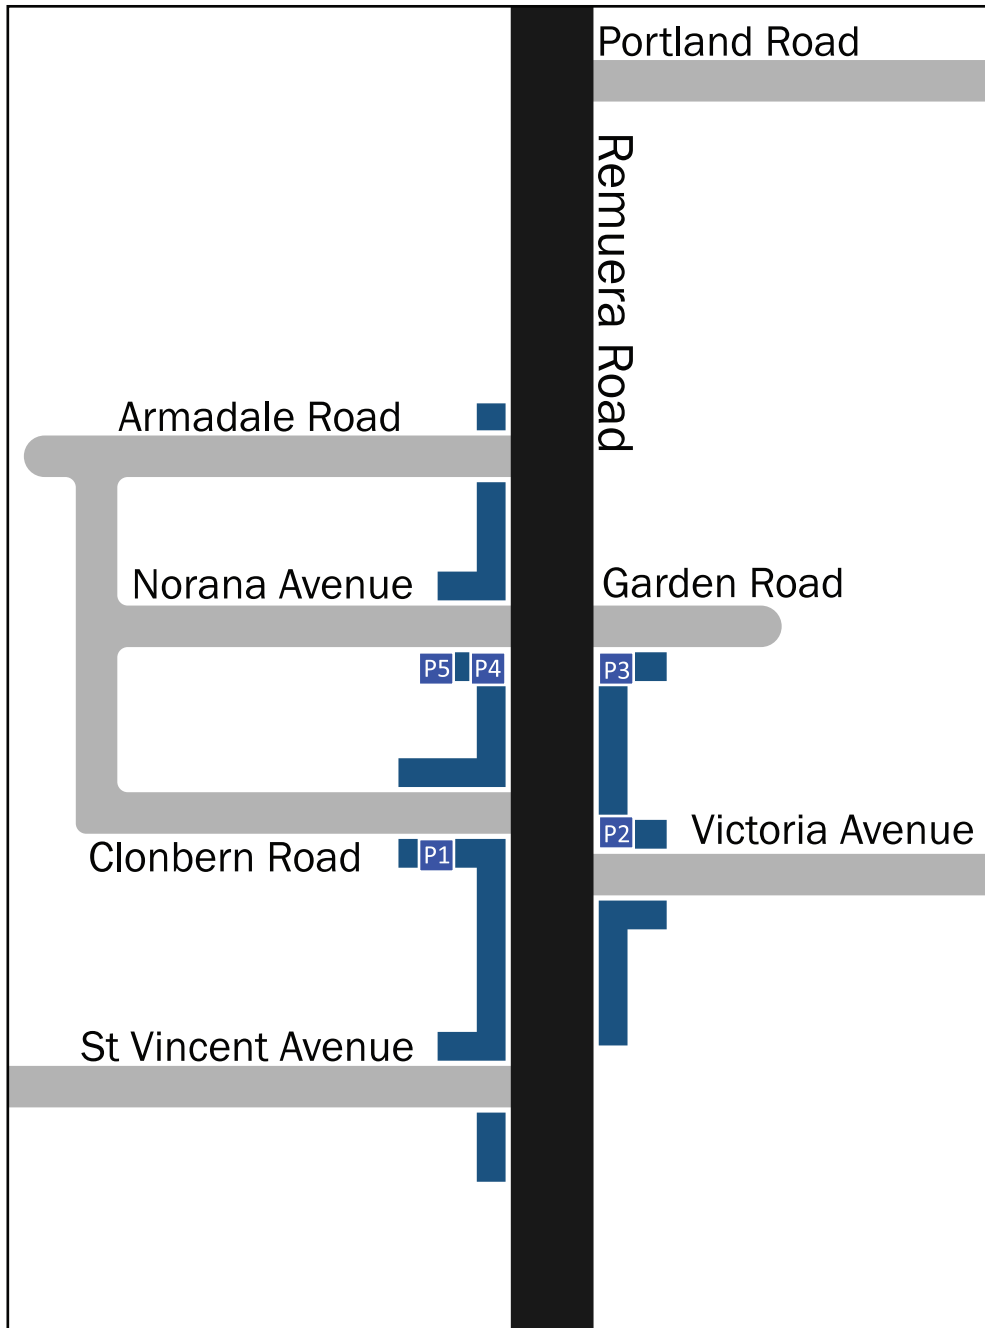 Portland Road
Remuera Road
Armadale Road
Norana Avenue
Garden Road
P5
P4
P3
P2
Victoria Avenue
Clonbern Road
P1
St Vincent Avenue